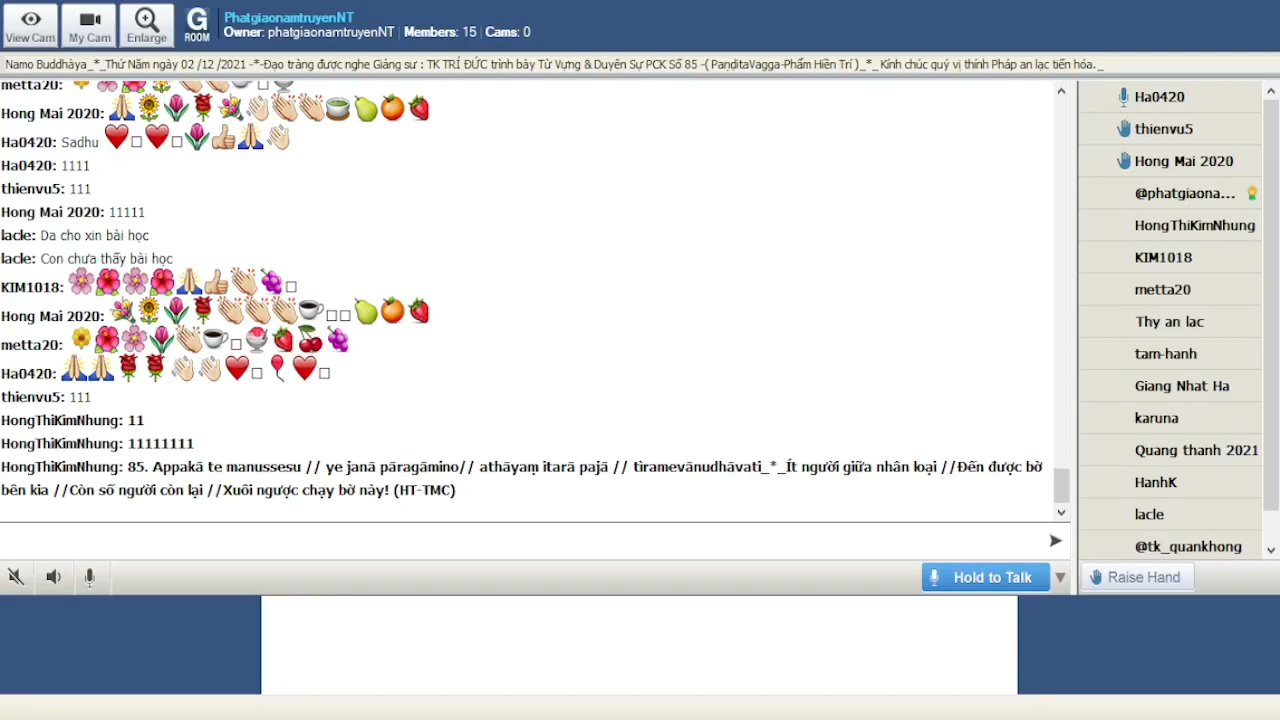 View Cam
My Cam
Enlarge
G
ROOM
PhatgiaonamtruyenNT
Owner: phatgiaonamtruyenNT | Members: 15 | Cams: 0
Namo Buddhàya_*_Thứ Năm ngày 02 /12 /2021 -*-Đạo tràng được nghe Giảng sư : TK TRÍ ĐỨC trình bày Từ Vựng & Duyên Sự PCK Số 85 -( PaṇḍitaVagga-Phẩm Hiền Trí )_*_ Kính chúc quý vị thính Pháp an lạc tiến hóa._
metta20:
Hong Mai 2020:
Ha0420: Sadhu
Ha0420: 1111
thienvu5: 111
Hong Mai 2020: 11111
lacle: Da cho xin bài học
lacle: Con chưa thấy bài học
KIM1018:
Hong Mai 2020:
metta20:
Ha0420:
thienvu5: 111
HongThiKimNhung: 11
HongThiKimNhung: 11111111
HongThiKimNhung: 85. Appakā te manussesu // ye janā pāragāmino// athāyaṃ itarā pajā // tìramevānudhāvati_*_Ít người giữa nhân loại //Đến được bờ
bên kia //Còn số người còn lại //Xuôi ngược chạy bờ này! (HT-TMC)
Ha0420
thienvu5
Hong Mai 2020
@phatgiaona...
HongThiKimNhung
KIM1018
metta20
Thy an lac
tam-hanh
Giang Nhat Ha
karuna
Quang thanh 2021
HanhK
lacle
@tk_quankhong
Hold to Talk
Raise Hand